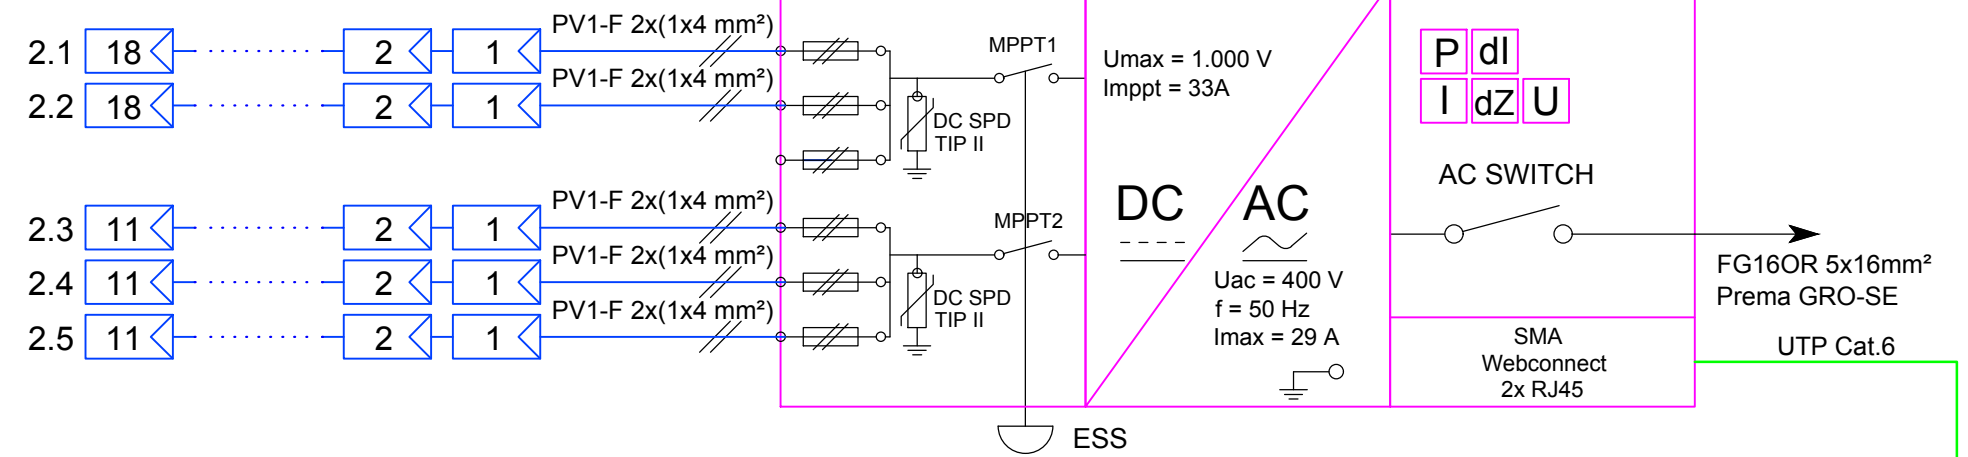 2.1 18 2 1 PV1-F 2x(1x4 mm²)
2.2 18 2 1 PV1-F 2x(1x4 mm²)
2.3 11 2 1 PV1-F 2x(1x4 mm²)
2.4 11 2 1 PV1-F 2x(1x4 mm²)
2.5 11 2 1 PV1-F 2x(1x4 mm²)
MPPT1
DC SPD
TIP II
MPPT2
DC SPD
TIP II
ESS
Umax = 1.000 V
Imppt = 33A
DC
AC
Uac = 400 V
f = 50 Hz
Imax = 29 A
P dI
I dZ U
AC SWITCH
SMA
Webconnect
2x RJ45
FG16OR 5x16mm²
Prema GRO-SE
UTP Cat.6